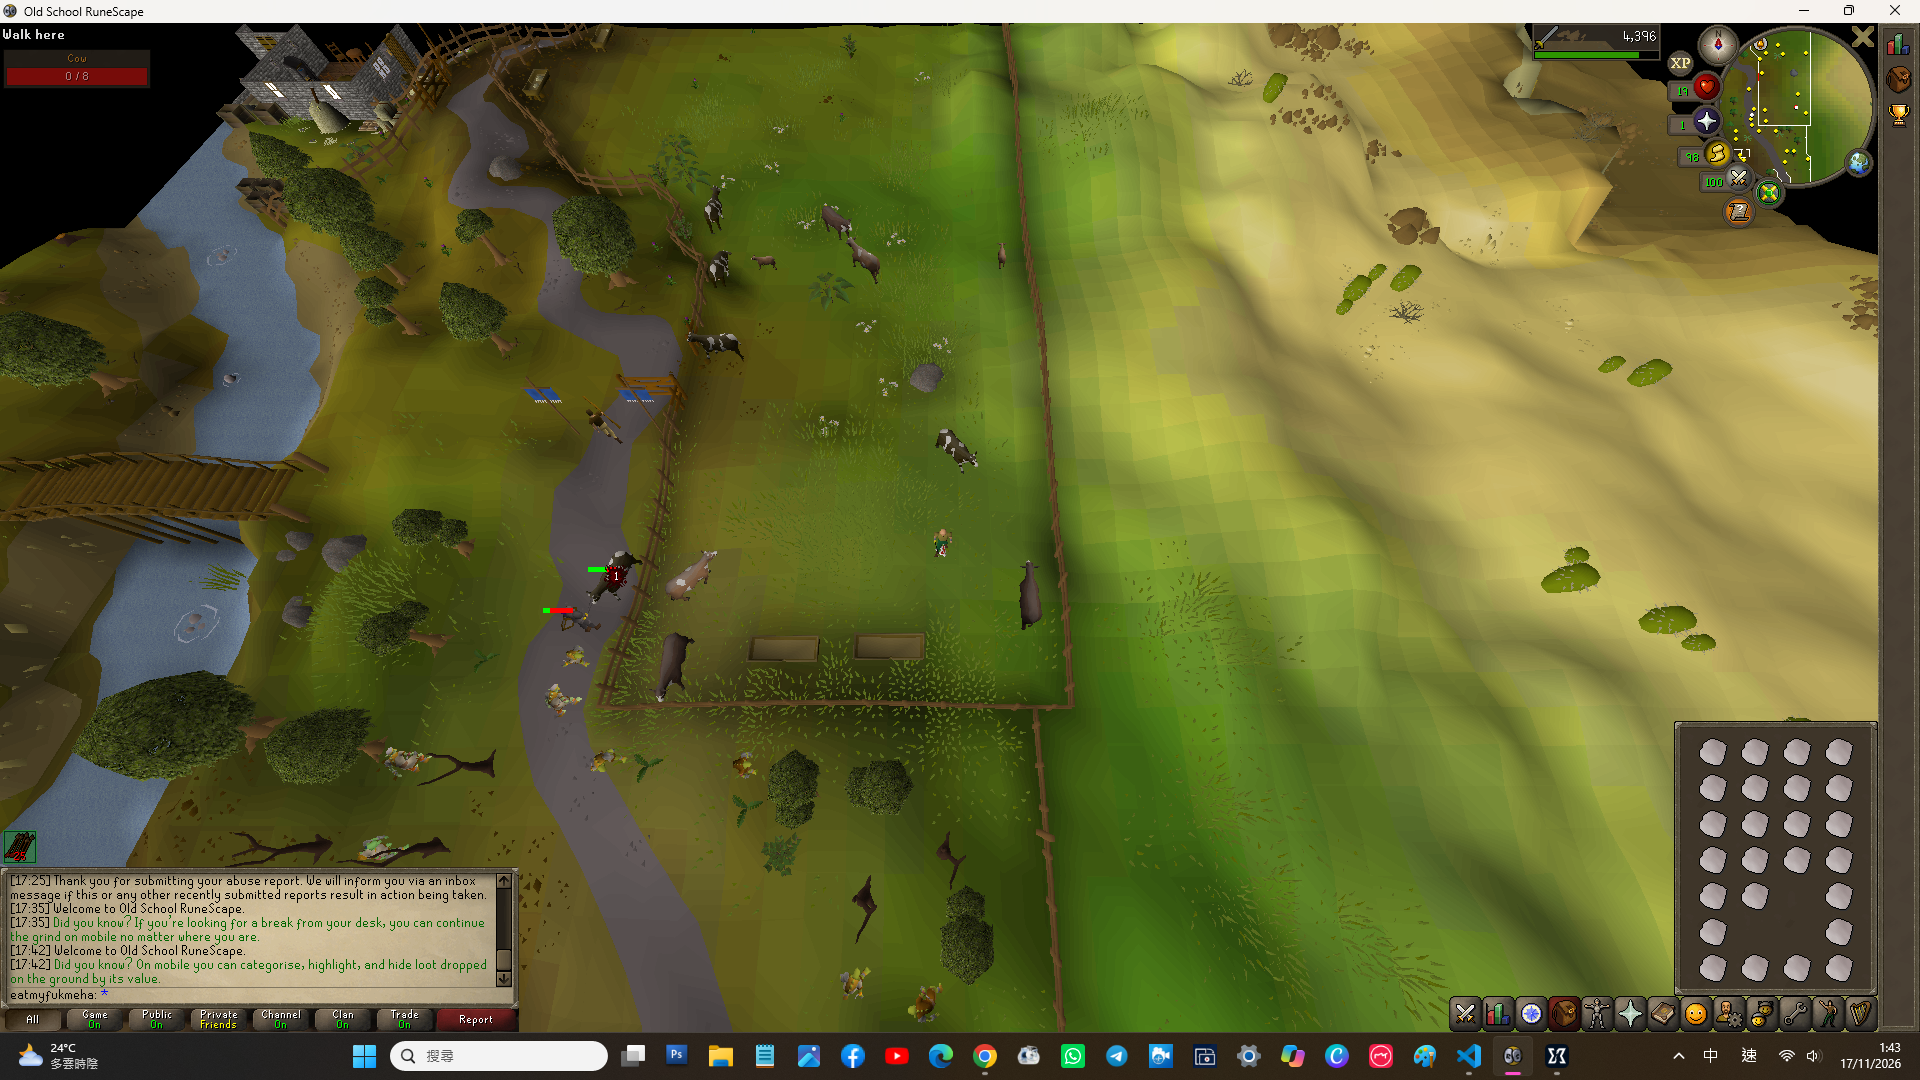 Old School RuneScape
Walk here
Cow
0 / 8
4,396
N
XP
19
1
98
100
1
[17:25] Thank you for submitting your abuse report. We will inform you via an inbox
message if this or any other recently submitted reports result in action being taken.
[17:35] Welcome to Old School RuneScape.
[17:35] Did you know? If you're looking for a break from your desk, you can continue
the grind on mobile no matter where you are.
[17:42] Welcome to Old School RuneScape.
[17:42] Did you know? On mobile you can categorise, highlight, and hide loot dropped
on the ground by its value.
eatmyfukmeha: *
All
Game
On
Public
On
Private
Friends
Channel
On
Clan
On
Trade
On
Report
24°C
多雲時陰
搜尋
Ps
中
速
1:43
17/11/2026